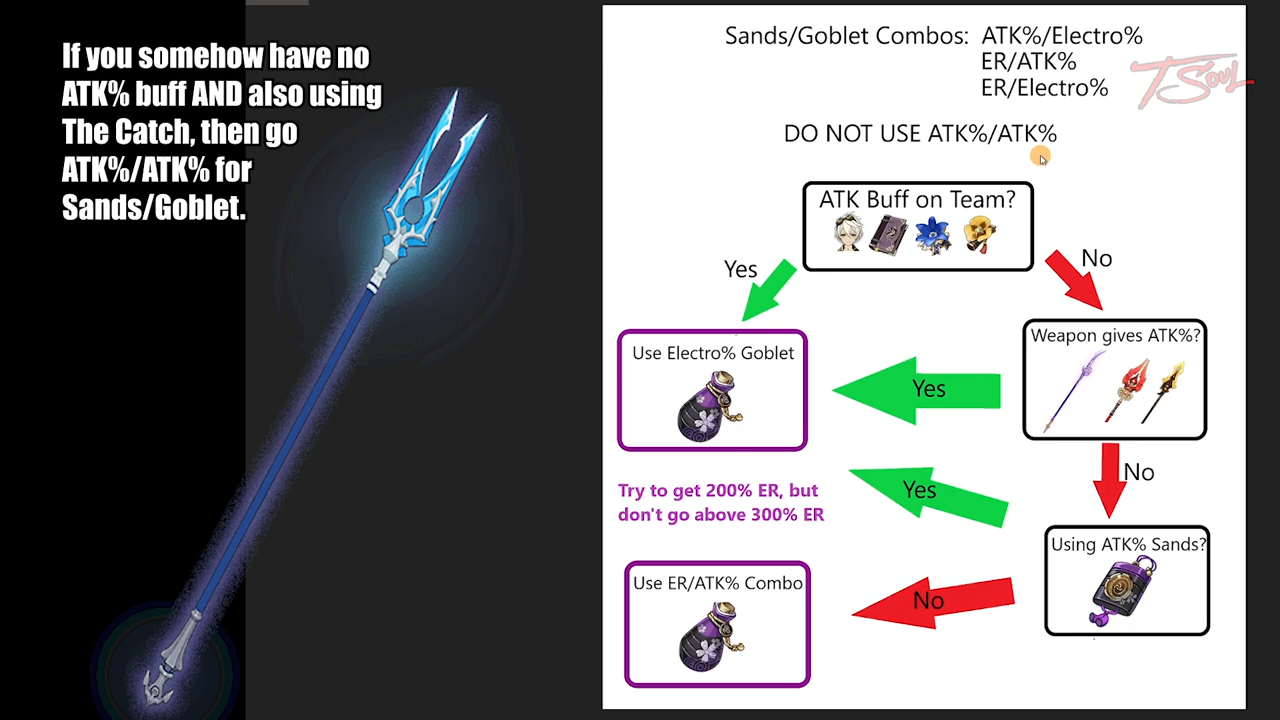 If you somehow have no
ATK% buff AND also using
The Catch, then go
ATK%/ATK% for
Sands/Goblet.
Sands/Goblet Combos: ATK%/Electro%
ER/ATK%
ER/Electro%
TSOUL
DO NOT USE ATK%/ATK%
ATK Buff on Team?
Yes
No
Use Electro% Goblet
Weapon gives ATK%?
Yes
No
Try to get 200% ER, but
don't go above 300% ER
Yes
Using ATK% Sands?
Use ER/ATK% Combo
No